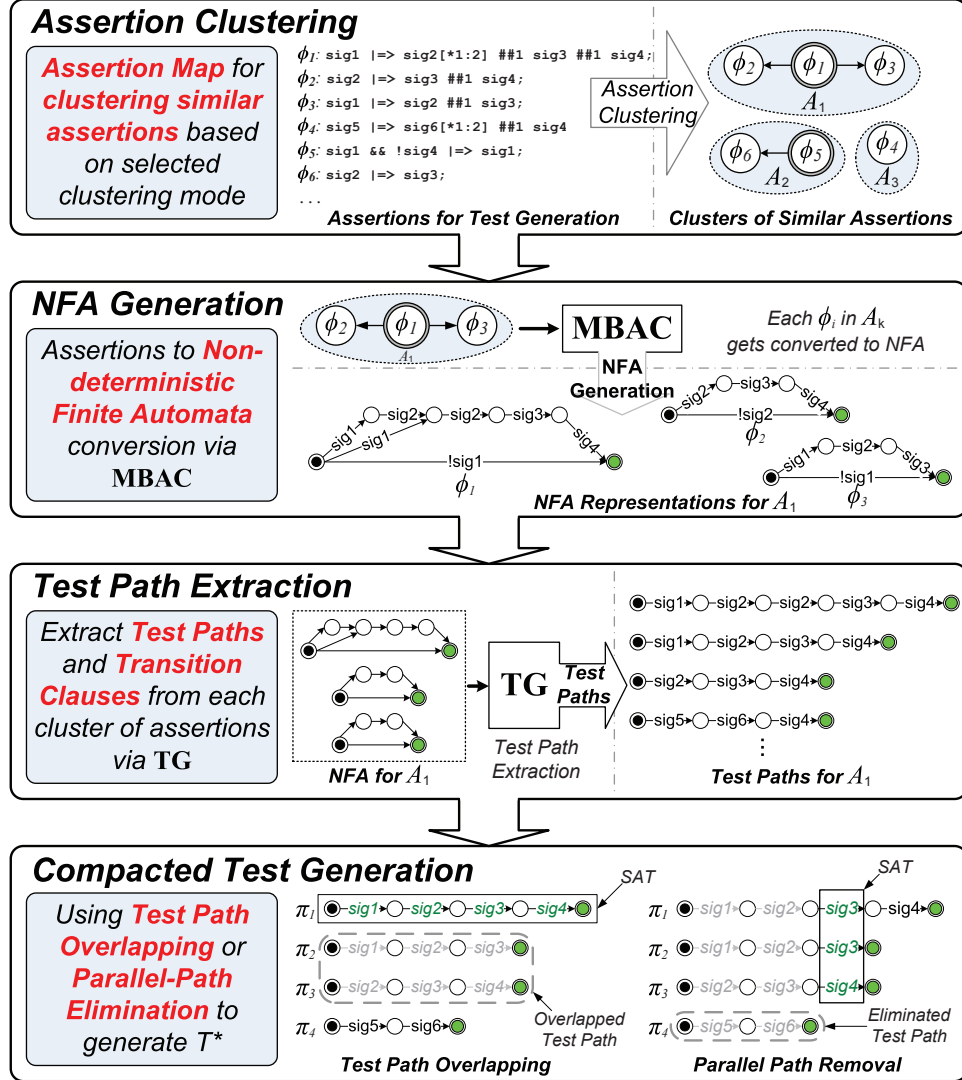 Assertion Clustering
Assertion Map for
clustering similar
assertions based
on selected
clustering mode
ϕ1: sig1 |=> sig2[*1:2] ##1 sig3 ##1 sig4;
ϕ2: sig2 |=> sig3 ##1 sig4;
ϕ3: sig1 |=> sig2 ##1 sig3;
ϕ4: sig5 |=> sig6[*1:2] ##1 sig4
ϕ5: sig1 && !sig4 |=> sig1;
ϕ6: sig2 |=> sig3;
...
Assertions for Test Generation
Assertion
Clustering
ϕ2 ϕ1 ϕ3
A1
ϕ6 ϕ5 ϕ4
A2 A3
Clusters of Similar Assertions
NFA Generation
Assertions to Non-
deterministic
Finite Automata
conversion via
MBAC
ϕ2 ϕ1 ϕ3
A1
MBAC
NFA
Generation
Each ϕi in Ak
gets converted to NFA
sig1 sig2 sig2 sig3 sig4
sig1
!sig1
ϕ1
sig2 sig3 sig4
!sig2
ϕ2
sig1 sig2 sig3
!sig1
ϕ3
NFA Representations for A1
Test Path Extraction
Extract Test Paths
and Transition
Clauses from each
cluster of assertions
via TG
NFA for A1
TG
Test
Paths
Test Path
Extraction
sig1 sig2 sig2 sig3 sig4
sig1 sig2 sig3 sig4
sig2 sig3 sig4
sig5 sig6 sig4
⋮
Test Paths for A1
Compacted Test Generation
Using Test Path
Overlapping or
Parallel-Path
Elimination to
generate T*
SAT
π1 sig1 sig2 sig3 sig4
π2 sig1 sig2 sig3
π3 sig2 sig3 sig4
π4 sig5 sig6
Overlapped
Test Path
Test Path Overlapping
SAT
π1 sig1 sig2 sig3 sig4
π2 sig1 sig2 sig3
π3 sig2 sig3 sig4
π4 sig5 sig6
Eliminated
Test Path
Parallel Path Removal